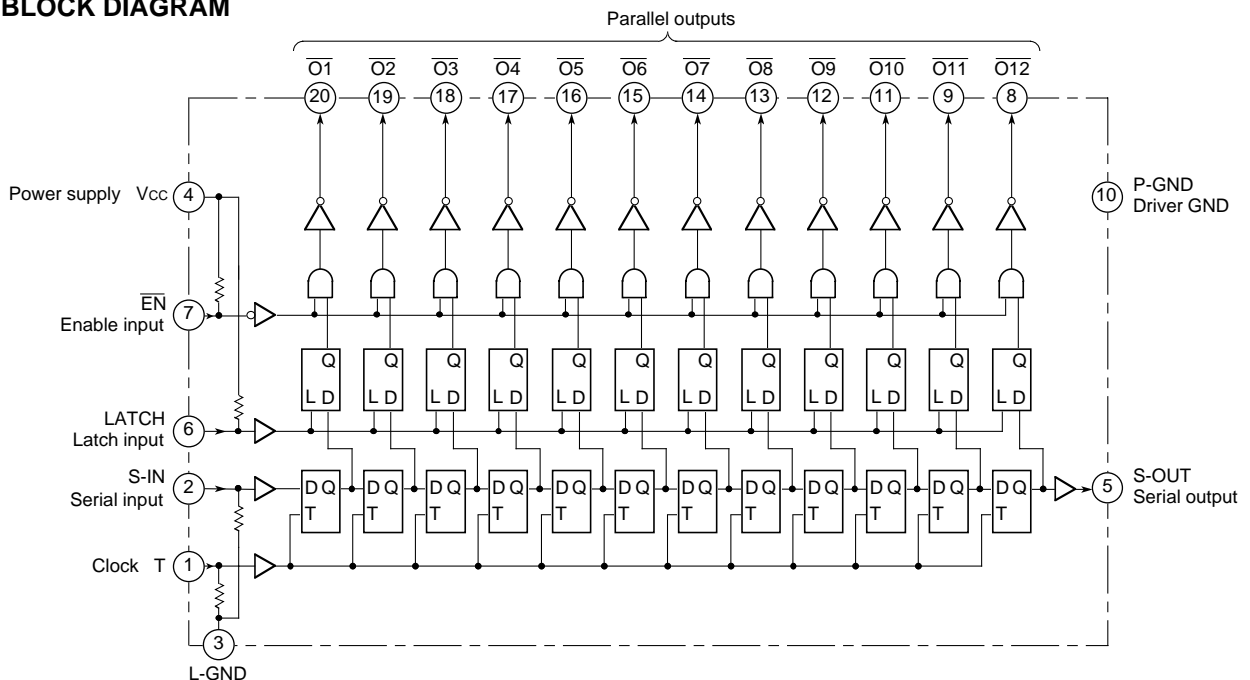 BLOCK DIAGRAM
Parallel outputs
O1 O2 O3 O4 O5 O6 O7 O8 O9 O10 O11 O12
20 19 18 17 16 15 14 13 12 11 9 8
Power supply Vcc 4
10 P-GND
Driver GND
EN
Enable input 7
Q Q Q Q Q Q Q Q Q Q Q Q
L D L D L D L D L D L D L D L D L D L D L D L D
LATCH
Latch input 6
S-IN
Serial input 2
D Q D Q D Q D Q D Q D Q D Q D Q D Q D Q D Q D Q
T T T T T T T T T T T T
5 S-OUT
Serial output
Clock T 1
3
L-GND